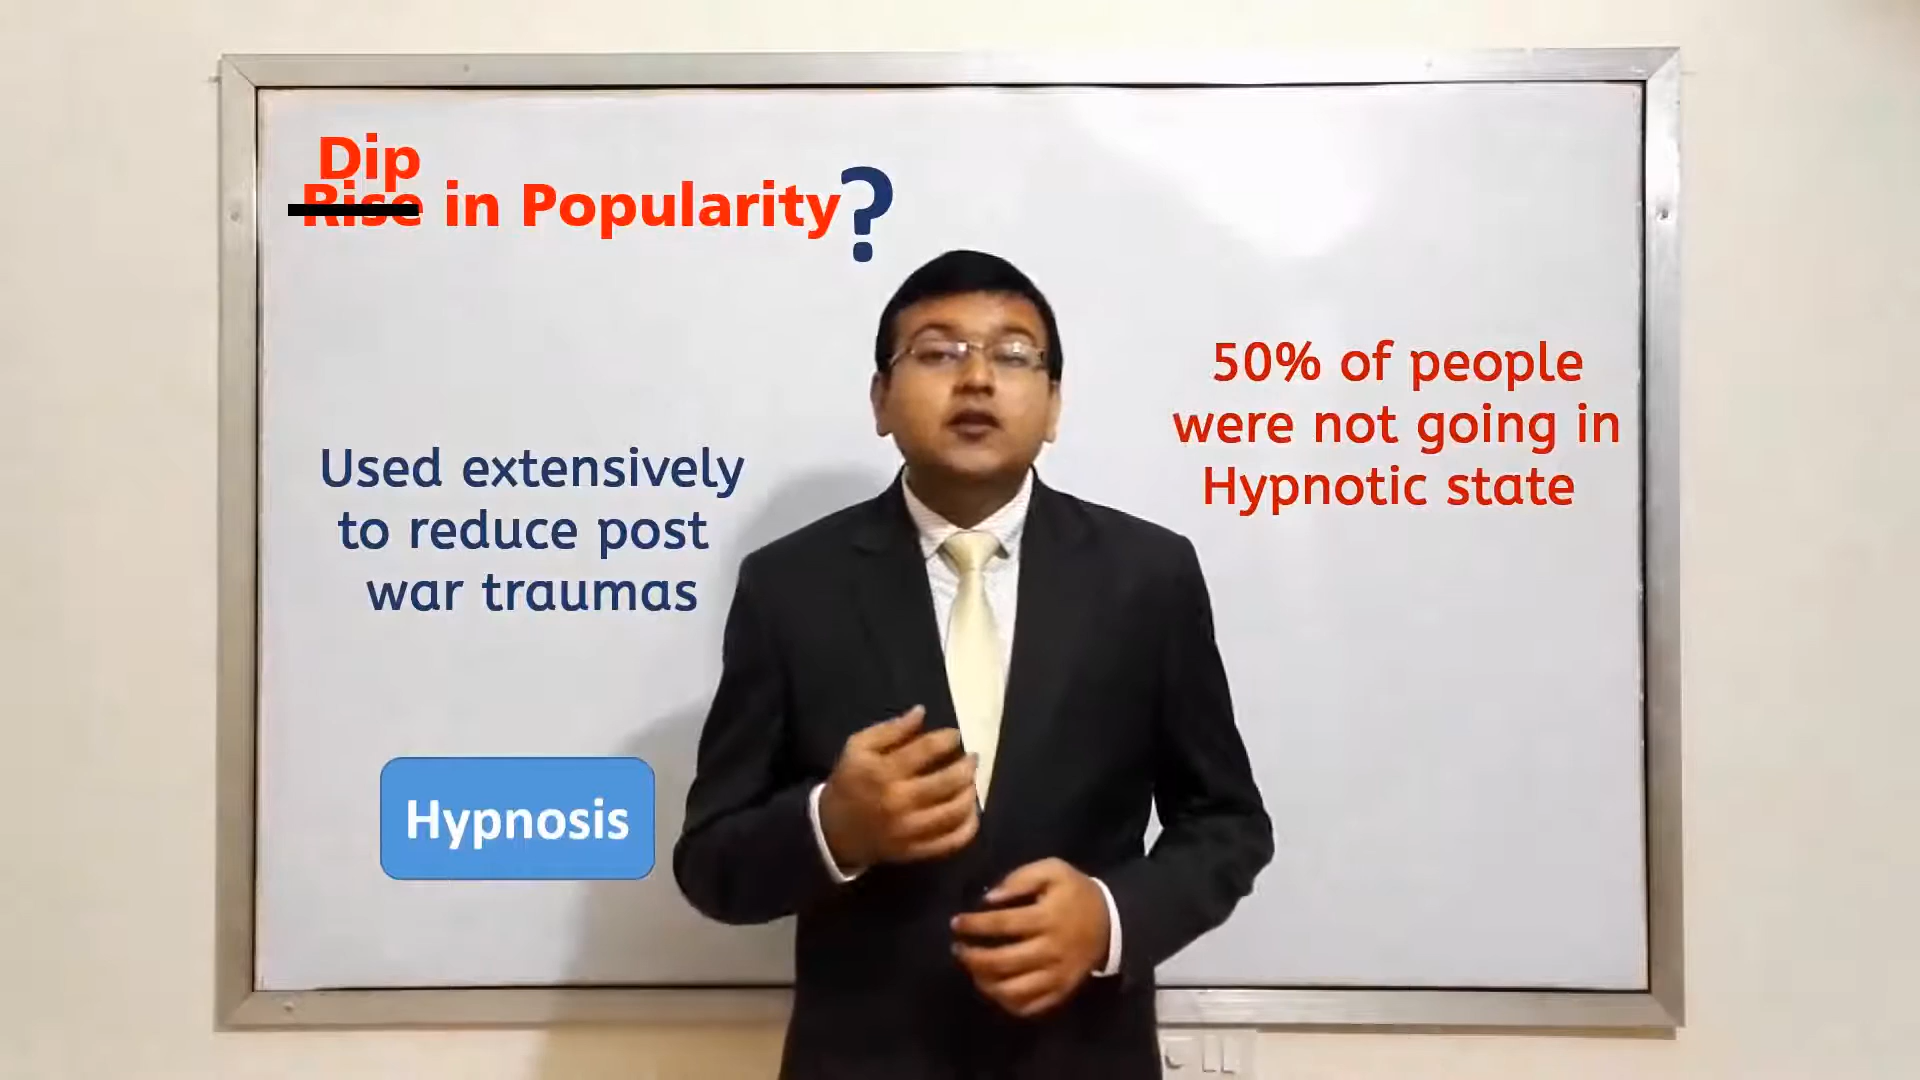 Dip
Rise in Popularity?
Used extensively
to reduce post
war traumas
Hypnosis
50% of people
were not going in
Hypnotic state